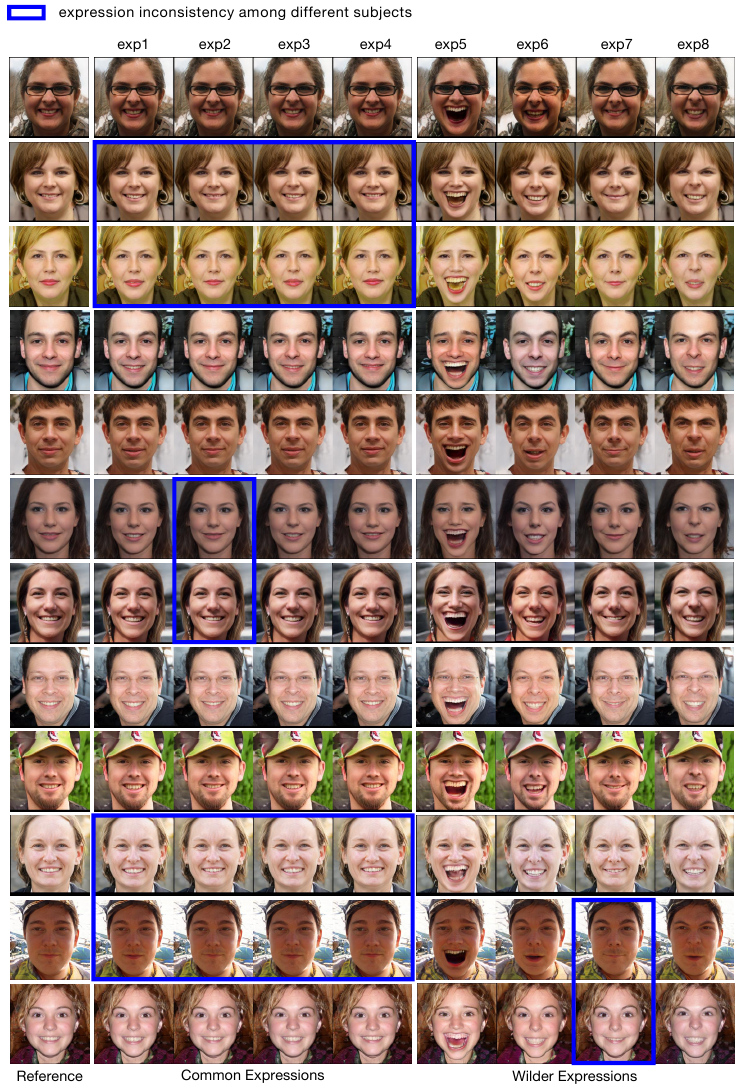 expression inconsistency among different subjects
exp1 exp2 exp3 exp4 exp5 exp6 exp7 exp8
Reference Common Expressions Wilder Expressions